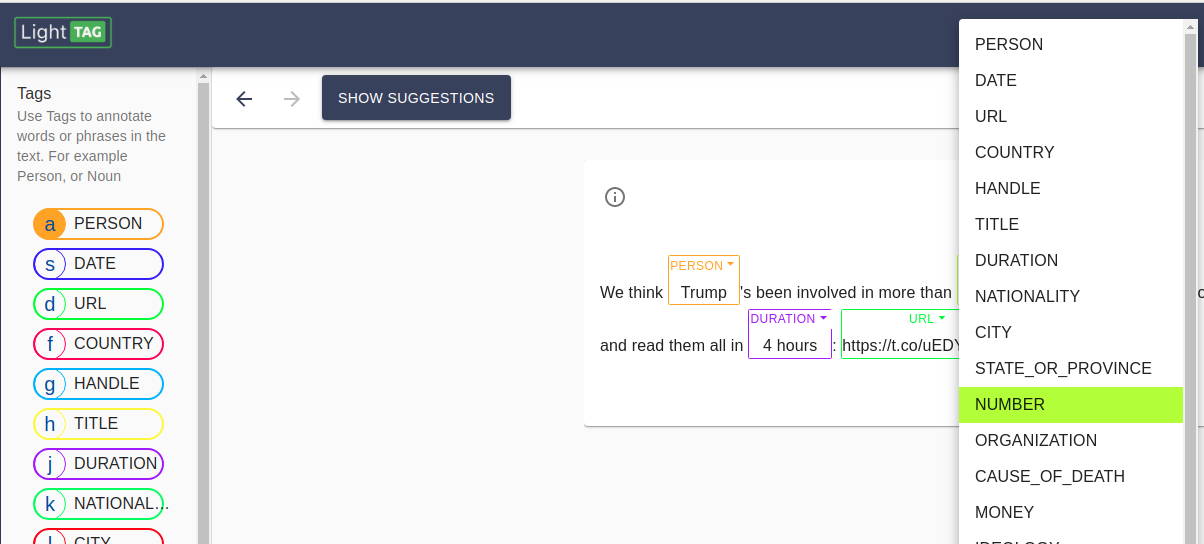 Light TAG
Tags
Use Tags to annotate
words or phrases in the
text. For example
Person, or Noun
a PERSON
s DATE
d URL
f COUNTRY
g HANDLE
h TITLE
j DURATION
k NATIONAL...
CITY
SHOW SUGGESTIONS
PERSON
We think Trump 's been involved in more than
DURATION URL
and read them all in 4 hours : https://t.co/uEDY
PERSON
DATE
URL
COUNTRY
HANDLE
TITLE
DURATION
NATIONALITY
CITY
STATE_OR_PROVINCE
NUMBER
ORGANIZATION
CAUSE_OF_DEATH
MONEY
IDEOLOGY